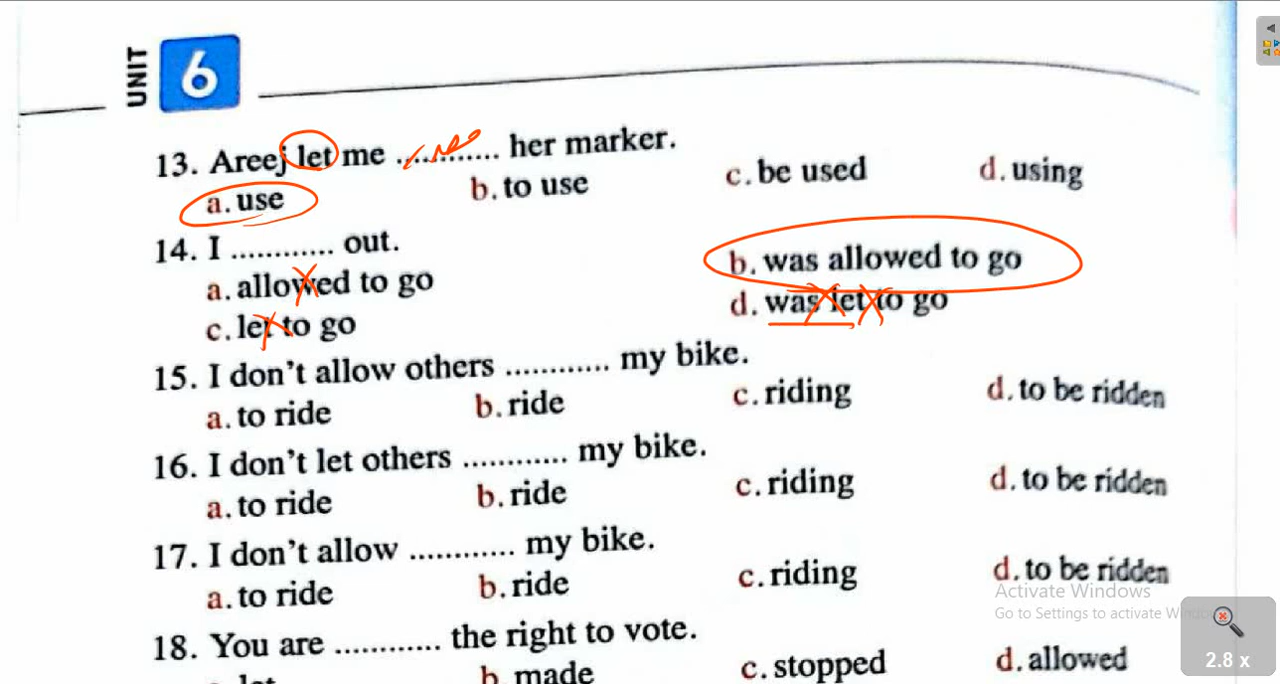 UNIT 6
13. Areej let me ............ her marker.
a. use b. to use c. be used d. using
14. I ............ out.
a. allowed to go b. was allowed to go
c. let to go d. was let to go
15. I don't allow others ............ my bike.
a. to ride b. ride c. riding d. to be ridden
16. I don't let others ............ my bike.
a. to ride b. ride c. riding d. to be ridden
17. I don't allow ............ my bike.
a. to ride b. ride c. riding d. to be ridden
Activate Windows
Go to Settings to activate
18. You are ............ the right to vote.
b. made c. stopped d. allowed
2.8 x